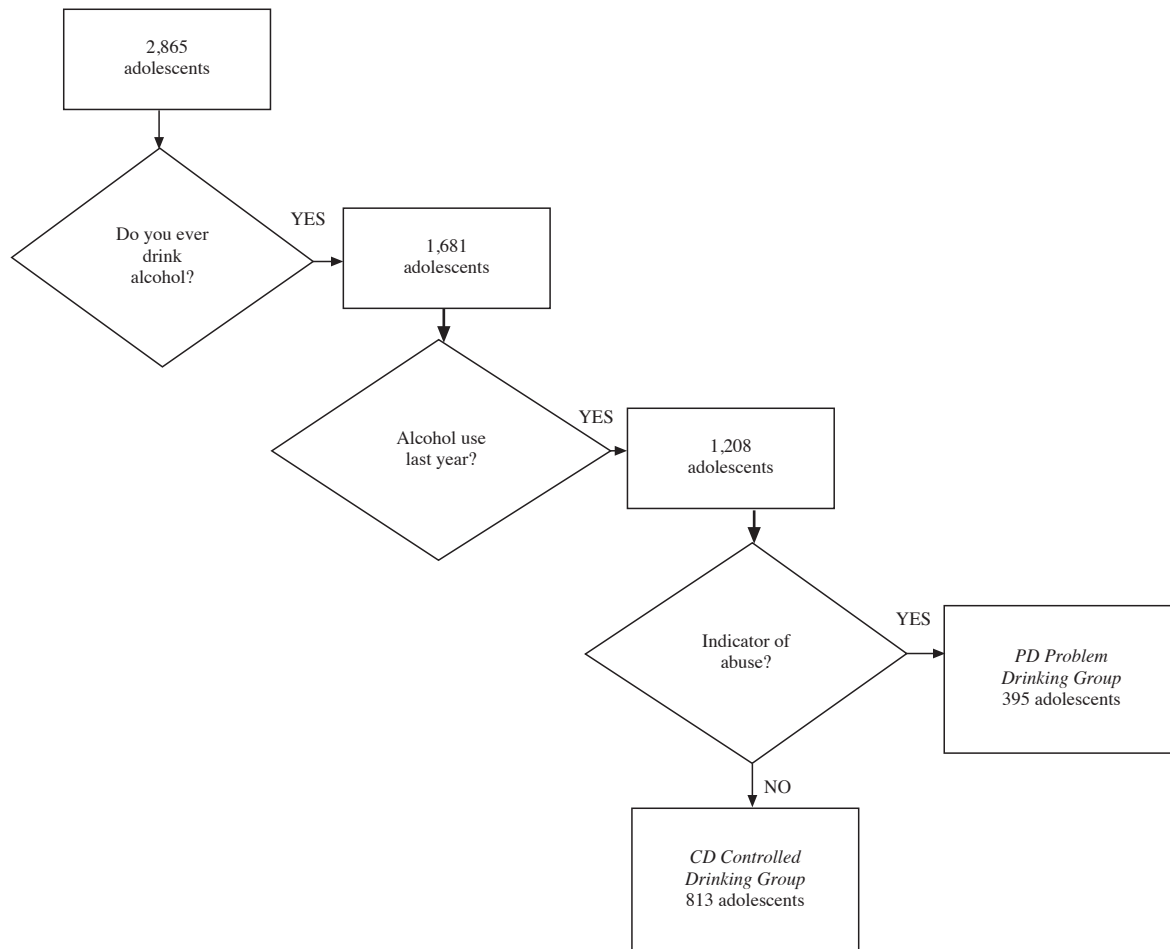 2,865
adolescents
Do you ever
drink
alcohol?
YES
1,681
adolescents
Alcohol use
last year?
YES
1,208
adolescents
Indicator of
abuse?
YES
PD Problem
Drinking Group
395 adolescents
NO
CD Controlled
Drinking Group
813 adolescents